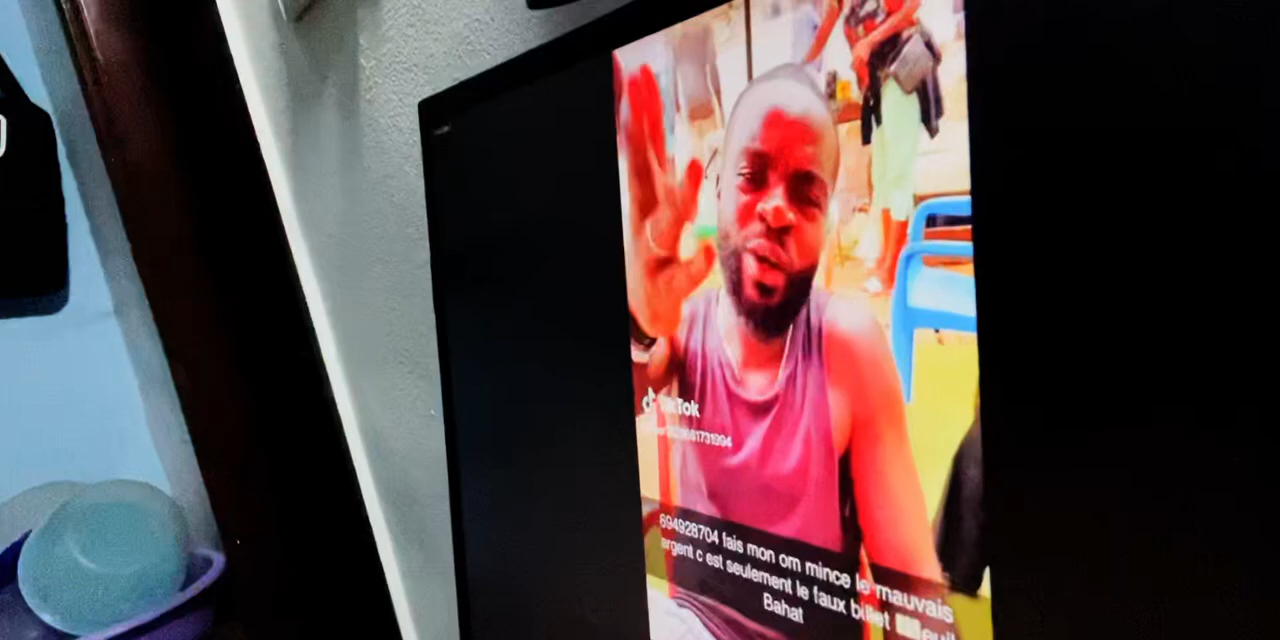 TikTok
694928704 fais mon om mince le mauvais
argent c est seulement le faux billet
Bahat